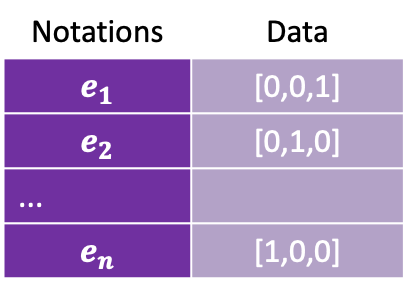 Notations Data
e₁ [0,0,1]
e₂ [0,1,0]
...
eₙ [1,0,0]